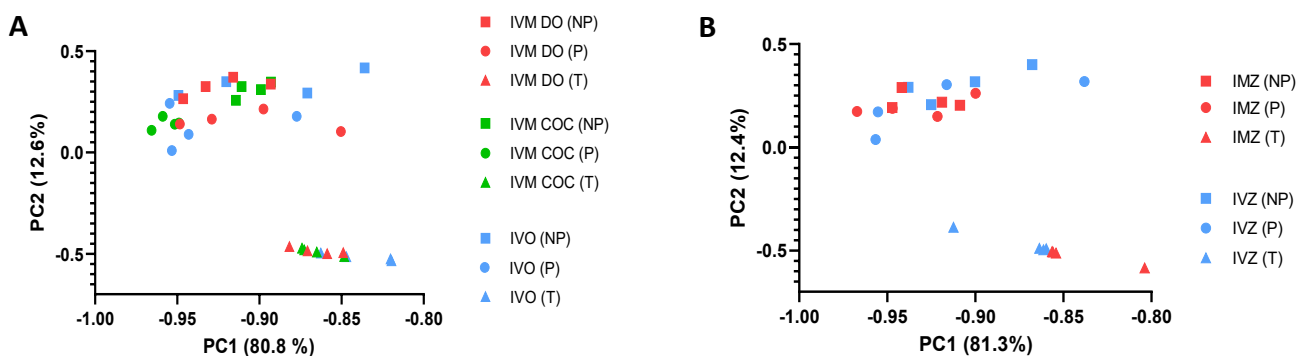 A
PC2 (12.6%)
0.5
0.0
-0.5
-1.00 -0.95 -0.90 -0.85 -0.80
PC1 (80.8 %)
IVM DO (NP)
IVM DO (P)
IVM DO (T)
IVM COC (NP)
IVM COC (P)
IVM COC (T)
IVO (NP)
IVO (P)
IVO (T)
B
PC2 (12.4%)
0.5
0.0
-0.5
-1.00 -0.95 -0.90 -0.85 -0.80
PC1 (81.3%)
IMZ (NP)
IMZ (P)
IMZ (T)
IVZ (NP)
IVZ (P)
IVZ (T)